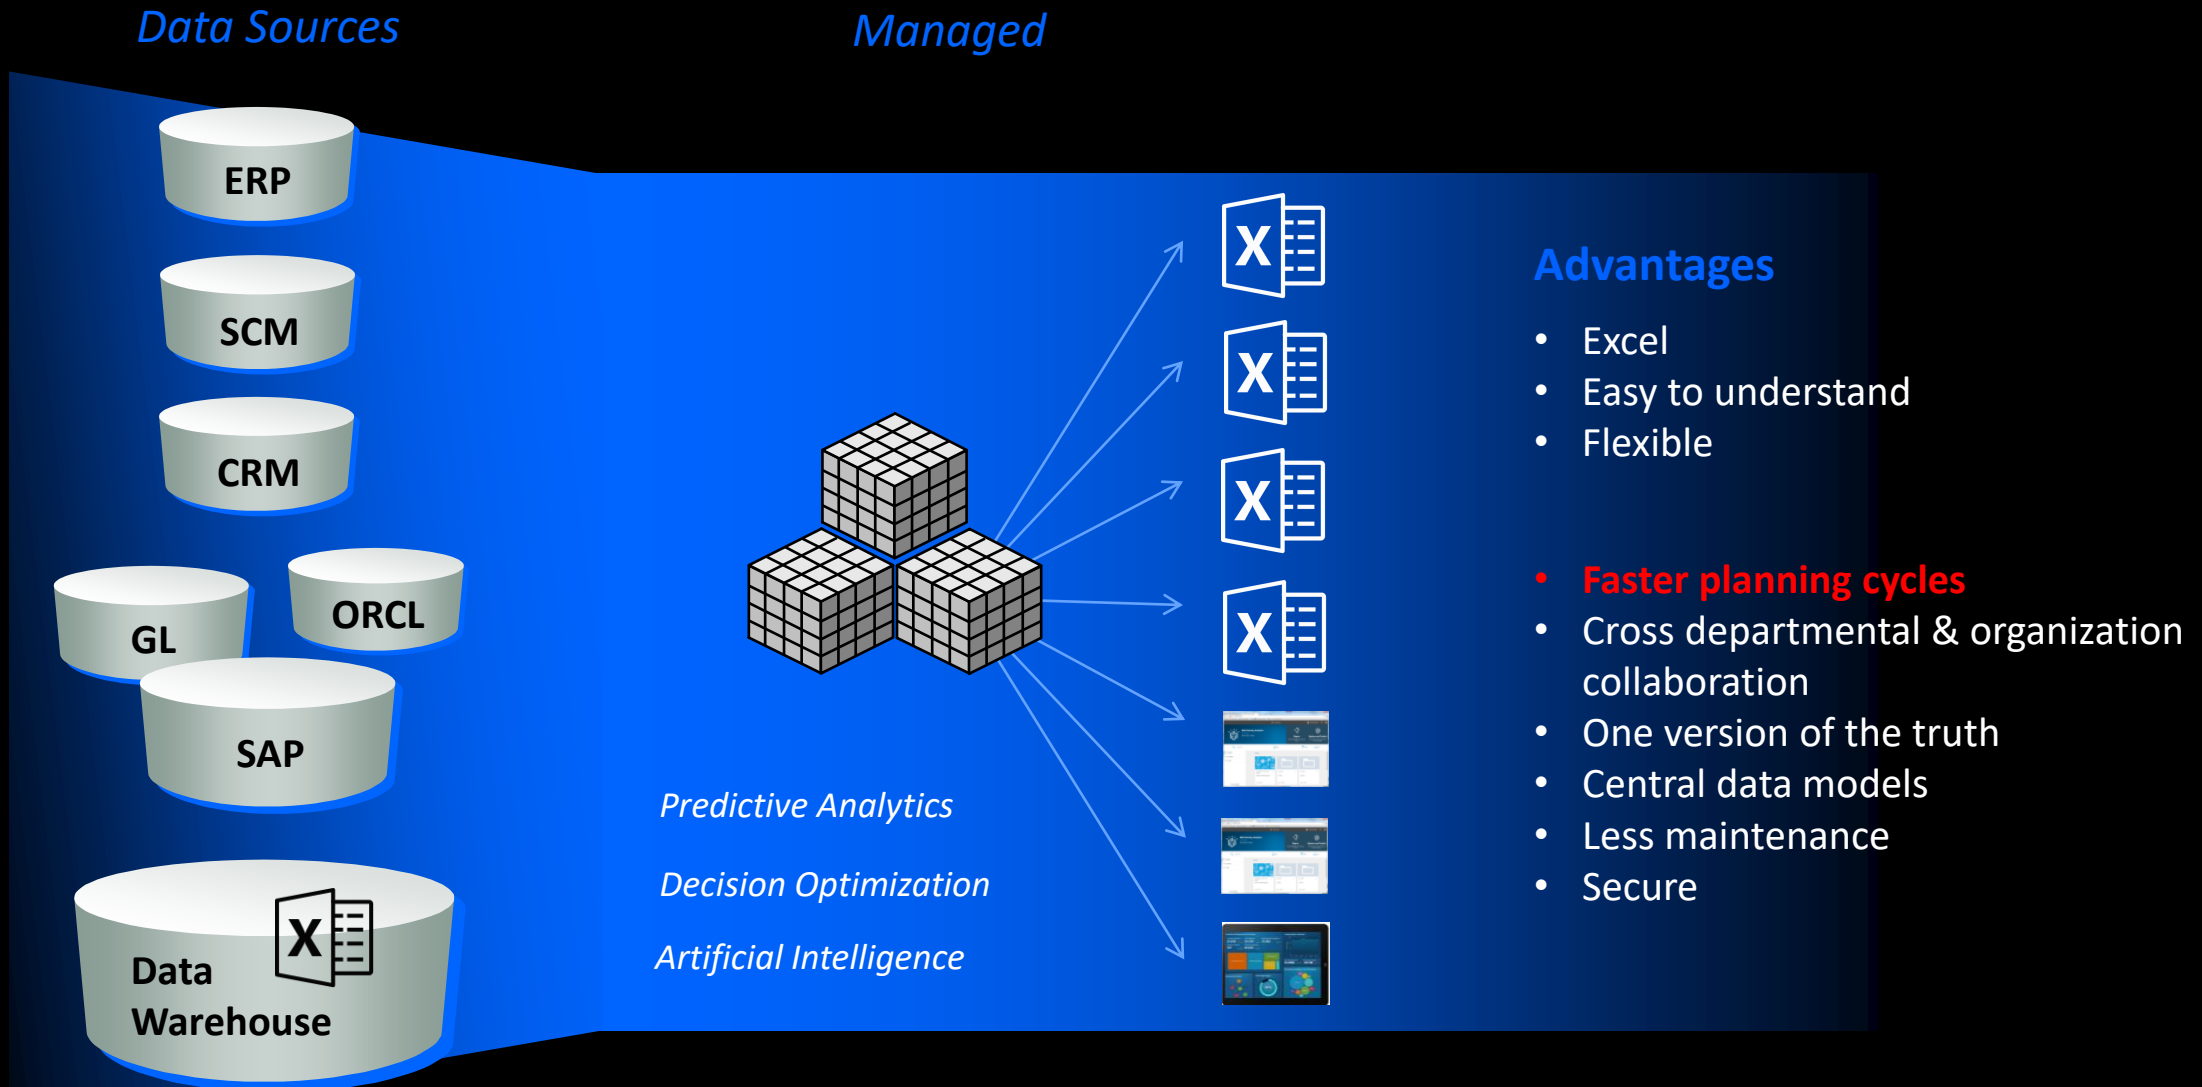 Data Sources
Managed
ERP
SCM
CRM
GL
ORCL
SAP
X
Data
Warehouse
Predictive Analytics
Decision Optimization
Artificial Intelligence
X
X
X
X
Advantages
• Excel
• Easy to understand
• Flexible
• Faster planning cycles
• Cross departmental & organization
collaboration
• One version of the truth
• Central data models
• Less maintenance
• Secure